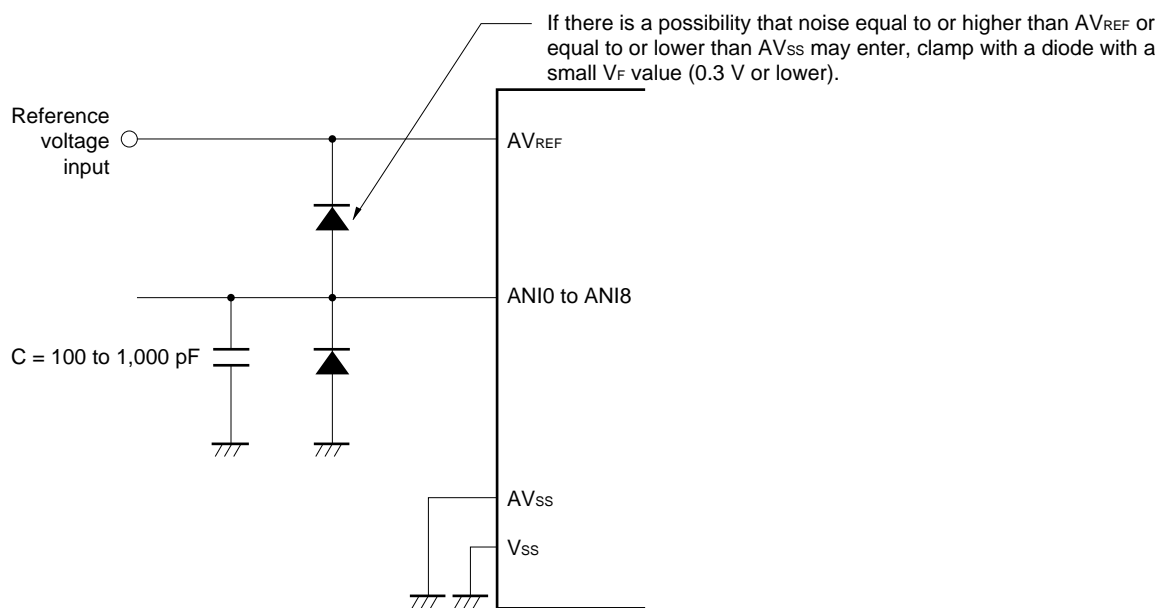 If there is a possibility that noise equal to or higher than AVREF or
equal to or lower than AVSS may enter, clamp with a diode with a
small VF value (0.3 V or lower).
Reference
voltage
input
AVREF
ANI0 to ANI8
C = 100 to 1,000 pF
AVSS
VSS